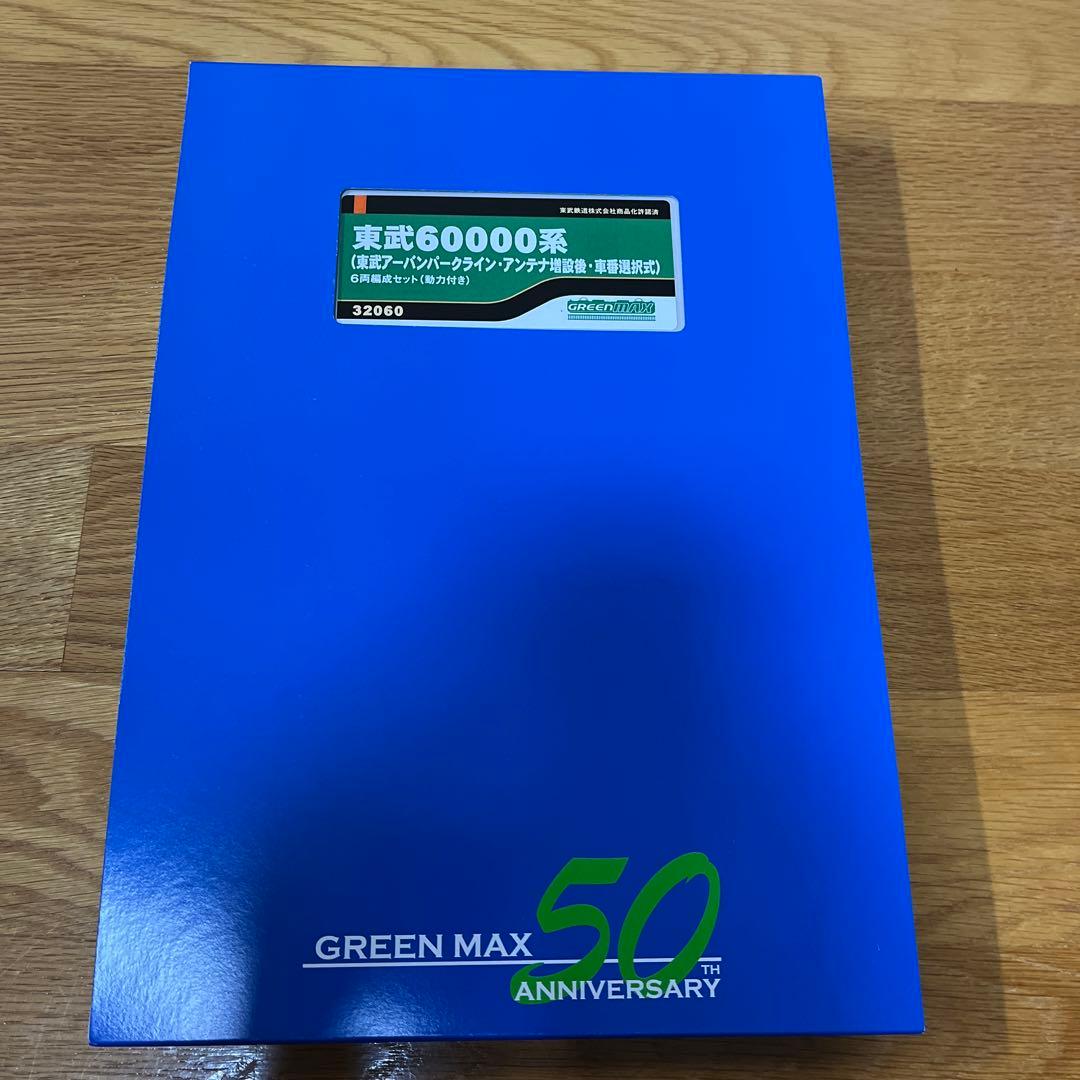 東武鉄道株式会社商品化許諾済
東武60000系
(東武アーバンパークライン・アンテナ増設後・車番選択式)
6両編成セット(動力付き)
32060
GREENMAX
GREEN MAX 50TH
ANNIVERSARY